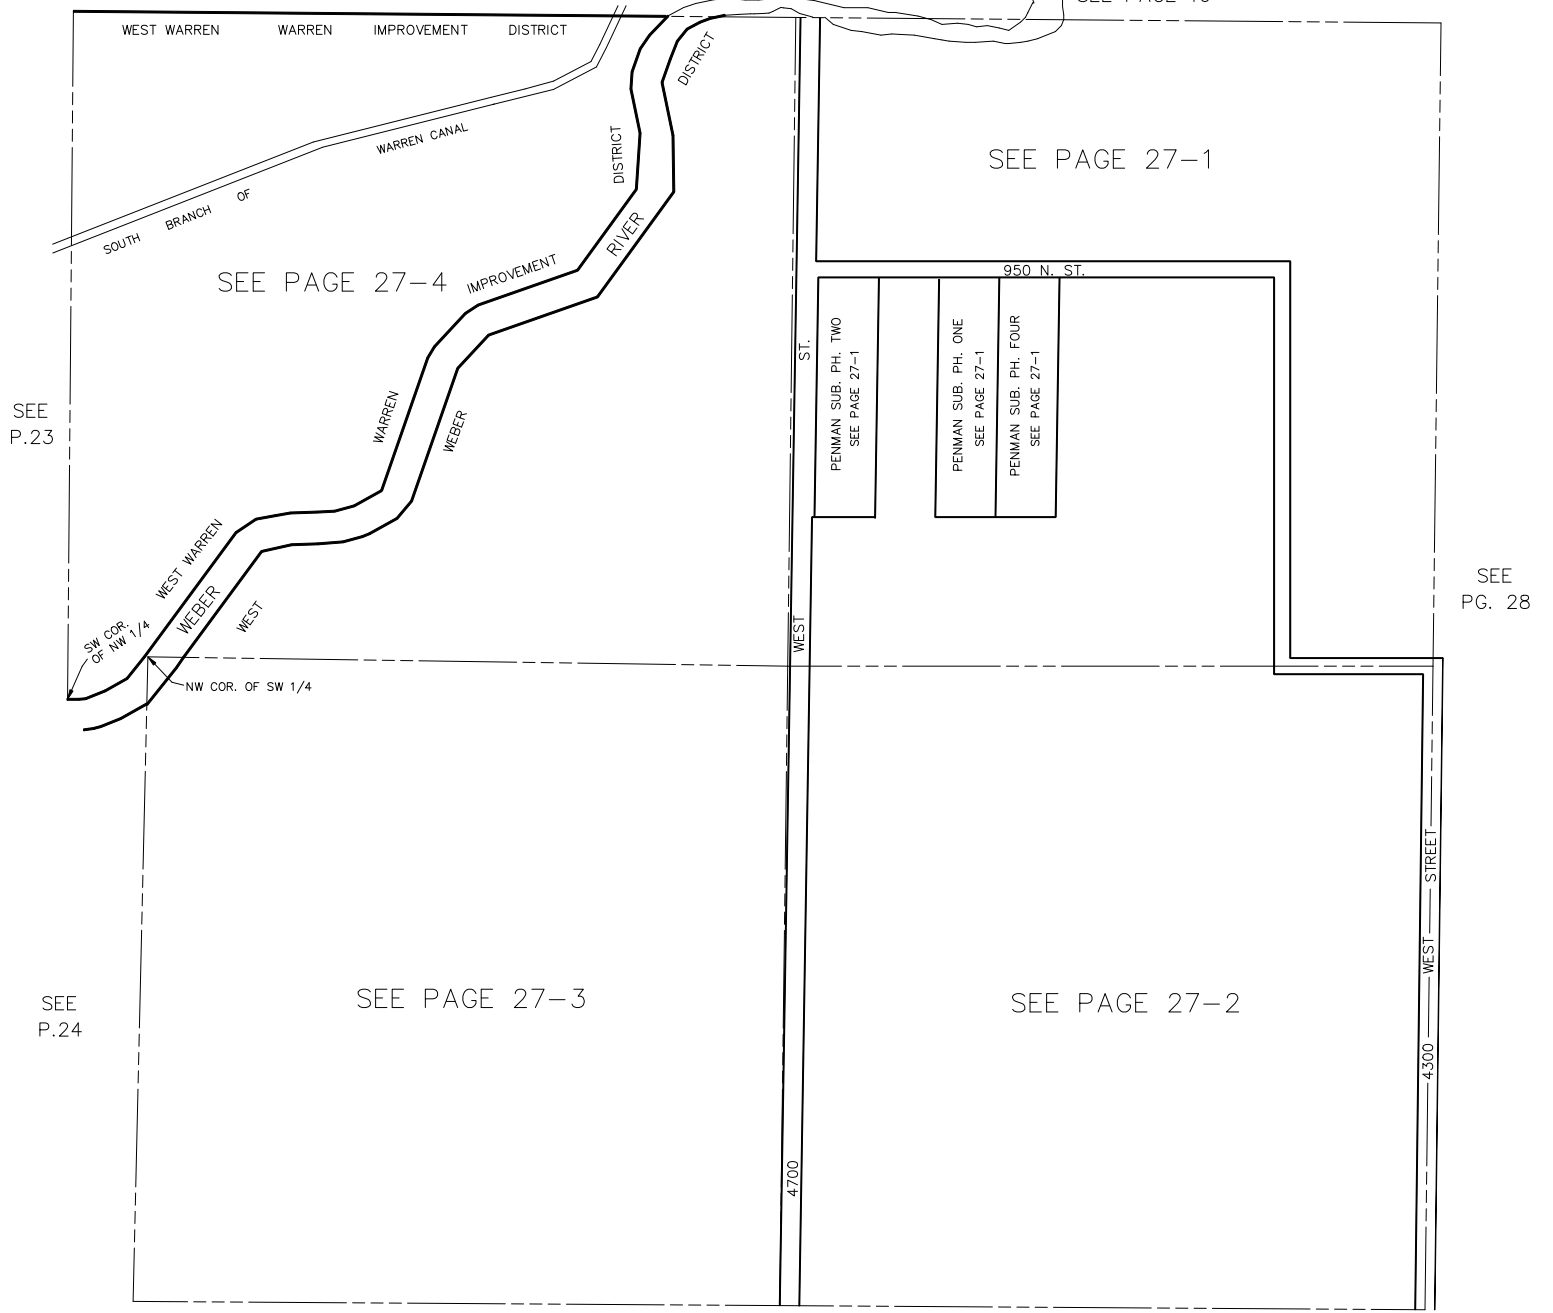 WEST WARREN WARREN IMPROVEMENT DISTRICT
DISTRICT
WARREN CANAL
DISTRICT
SEE PAGE 27-1
SOUTH BRANCH OF
RIVER
SEE PAGE 27-4
IMPROVEMENT
950 N. ST.
ST.
PENMAN SUB. PH. TWO
SEE PAGE 27-1
PENMAN SUB. PH. ONE
SEE PAGE 27-1
PENMAN SUB. PH. FOUR
SEE PAGE 27-1
SEE
P.23
WARREN
WEBER
WEST WARREN
WEBER
WEST
WEST
SEE
PG. 28
SW COR.
OF NW 1/4
NW COR. OF SW 1/4
STREET
WEST
4300
SEE PAGE 27-3
SEE PAGE 27-2
SEE
P.24
4700